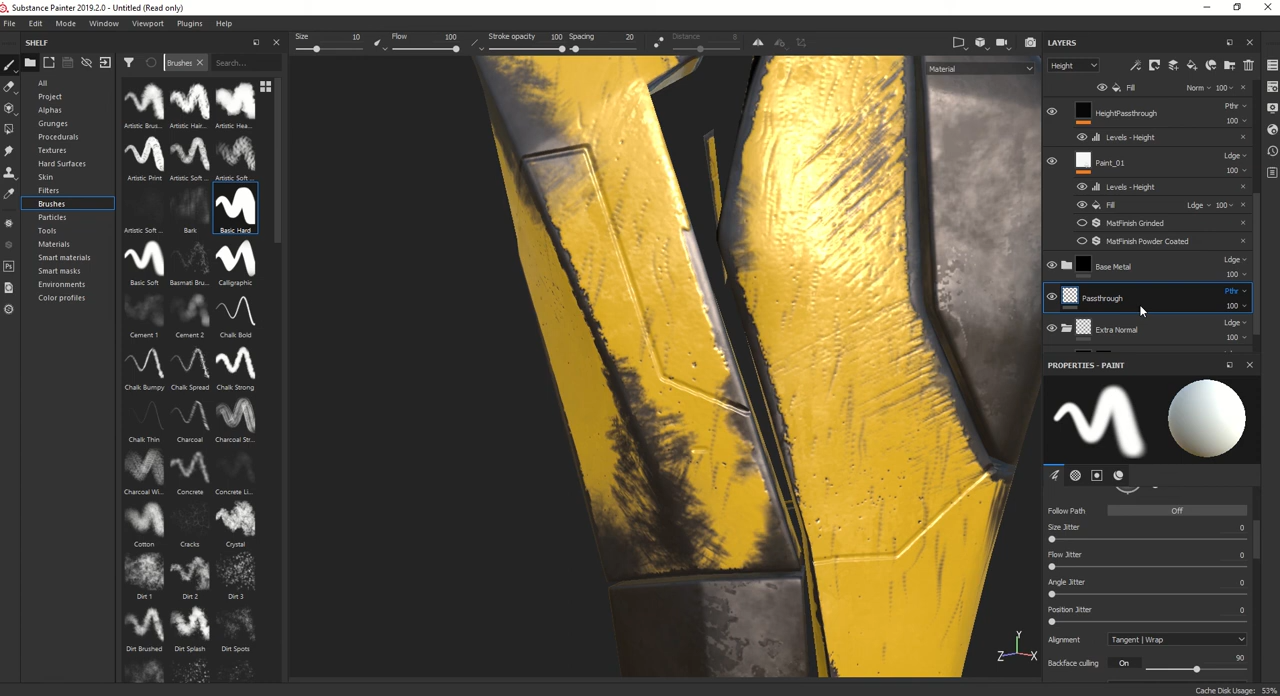 Substance Painter 2019.2.0 - Untitled (Read only)
File Edit Mode Window Viewport Plugins Help
SHELF
Size 10 Flow 100 Stroke opacity 100 Spacing 20 Distance 8
Brushes Search...
All
Project
Alphas
Grunges
Procedurals
Textures
Hard Surfaces
Skin
Filters
Brushes
Particles
Tools
Materials
Smart materials
Smart masks
Environments
Color profiles
Artistic Brus... Artistic Hair... Artistic Hea...
Artistic Print Artistic Soft ... Artistic Soft ...
Artistic Soft ... Bark Basic Hard
Basic Soft Basmati Bru... Calligraphic
Cement 1 Cement 2 Chalk Bold
Chalk Bumpy Chalk Spread Chalk Strong
Chalk Thin Charcoal Charcoal Str...
Charcoal Wi... Concrete Concrete Li...
Cotton Cracks Crystal
Dirt 1 Dirt 2 Dirt 3
Dirt Brushed Dirt Splash Dirt Spots
Ps
Material
Y
Z X
LAYERS
Height
Fill Norm 100
HeightPassthrough Pthr
100
Levels - Height
Paint_01 Ldge
100
Levels - Height
Fill Ldge 100
MatFinish Grinded
MatFinish Powder Coated
Base Metal Ldge
100
Passthrough Pthr
100
Extra Normal Ldge
100
PROPERTIES - PAINT
Follow Path Off
Size Jitter 0
Flow Jitter 0
Angle Jitter 0
Position Jitter 0
Alignment Tangent | Wrap
Backface culling On 90
Cache Disk Usage: 53%